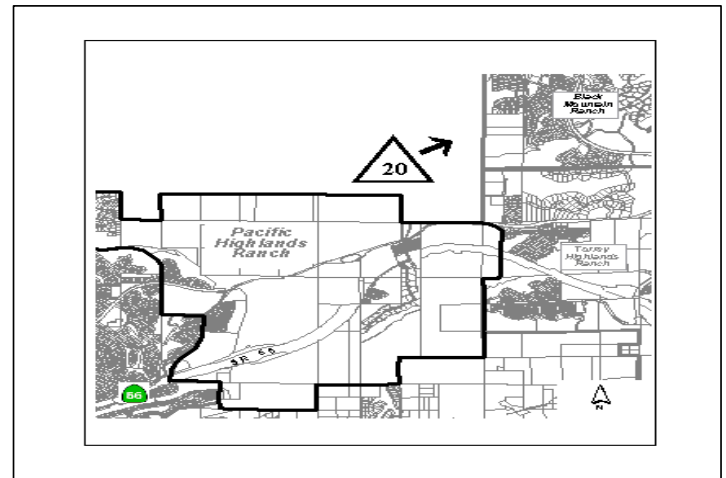 Black
Mountain
Ranch
20
Pacific
Highlands
Ranch
Torrey
Highlands
Ranch
SR 56
56
N